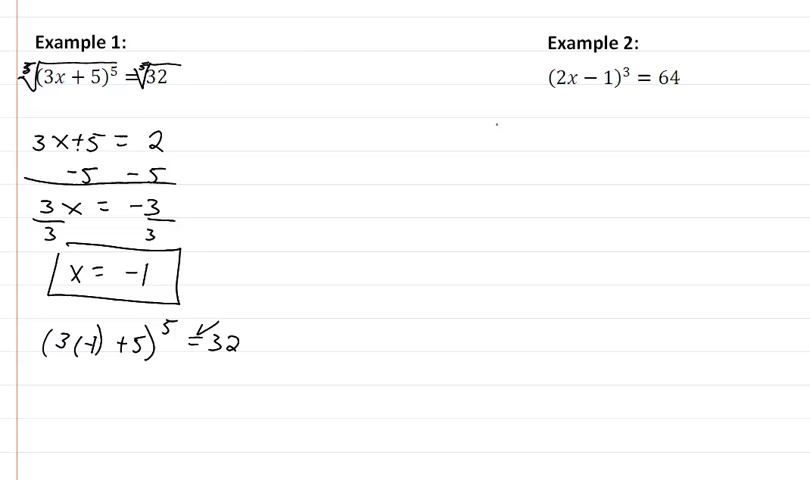 Example 1:
⁵√(3x + 5)⁵ = ⁵√32
3x+5 = 2
-5 -5
3x = -3
3 3
x = -1
(3(-1) +5)⁵ = 32 ✓
Example 2:
(2x − 1)³ = 64